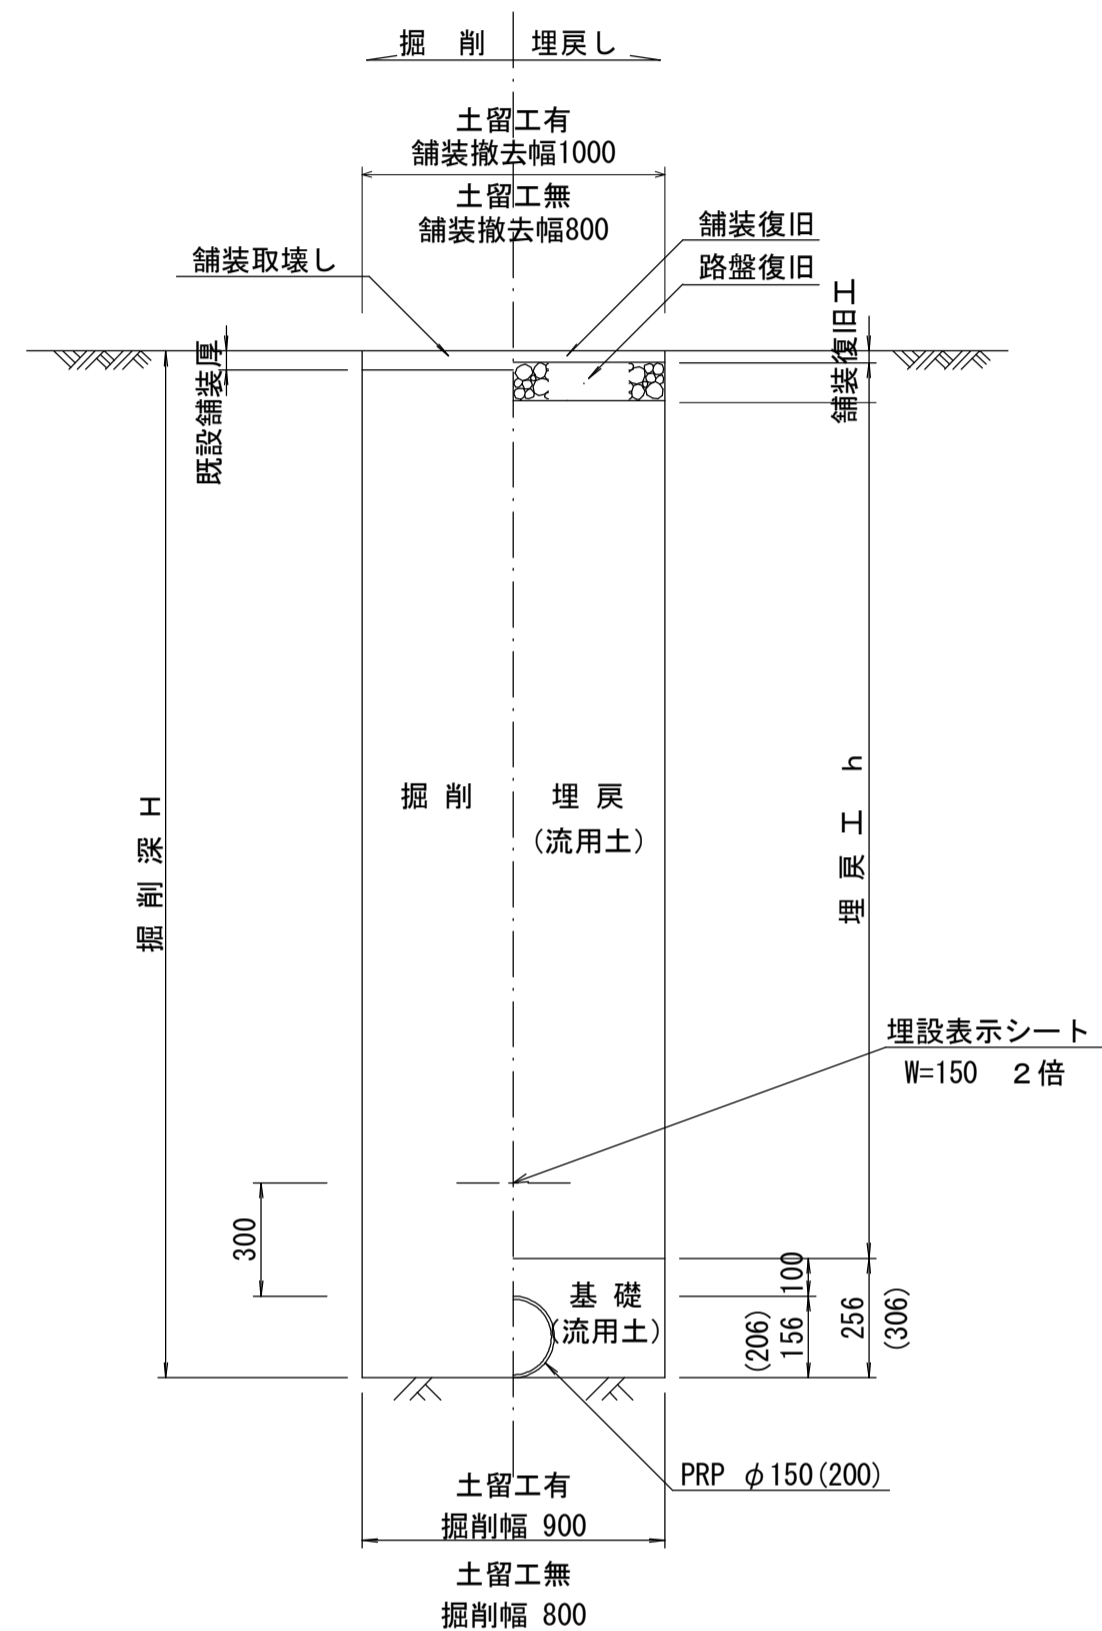 掘 削
埋戻し
土留工有
舗装撤去幅1000
土留工無
舗装撤去幅800
舗装取壊し
舗装復旧
路盤復旧
既設舗装厚
舗装復旧工
掘 削
埋 戻
(流用土)
掘 削 深 H
埋 戻 工 h
埋設表示シート
W=150 2倍
300
基 礎
(流用土)
100
156
(206)
256
(306)
PRP φ150(200)
土留工有
掘削幅 900
土留工無
掘削幅 800